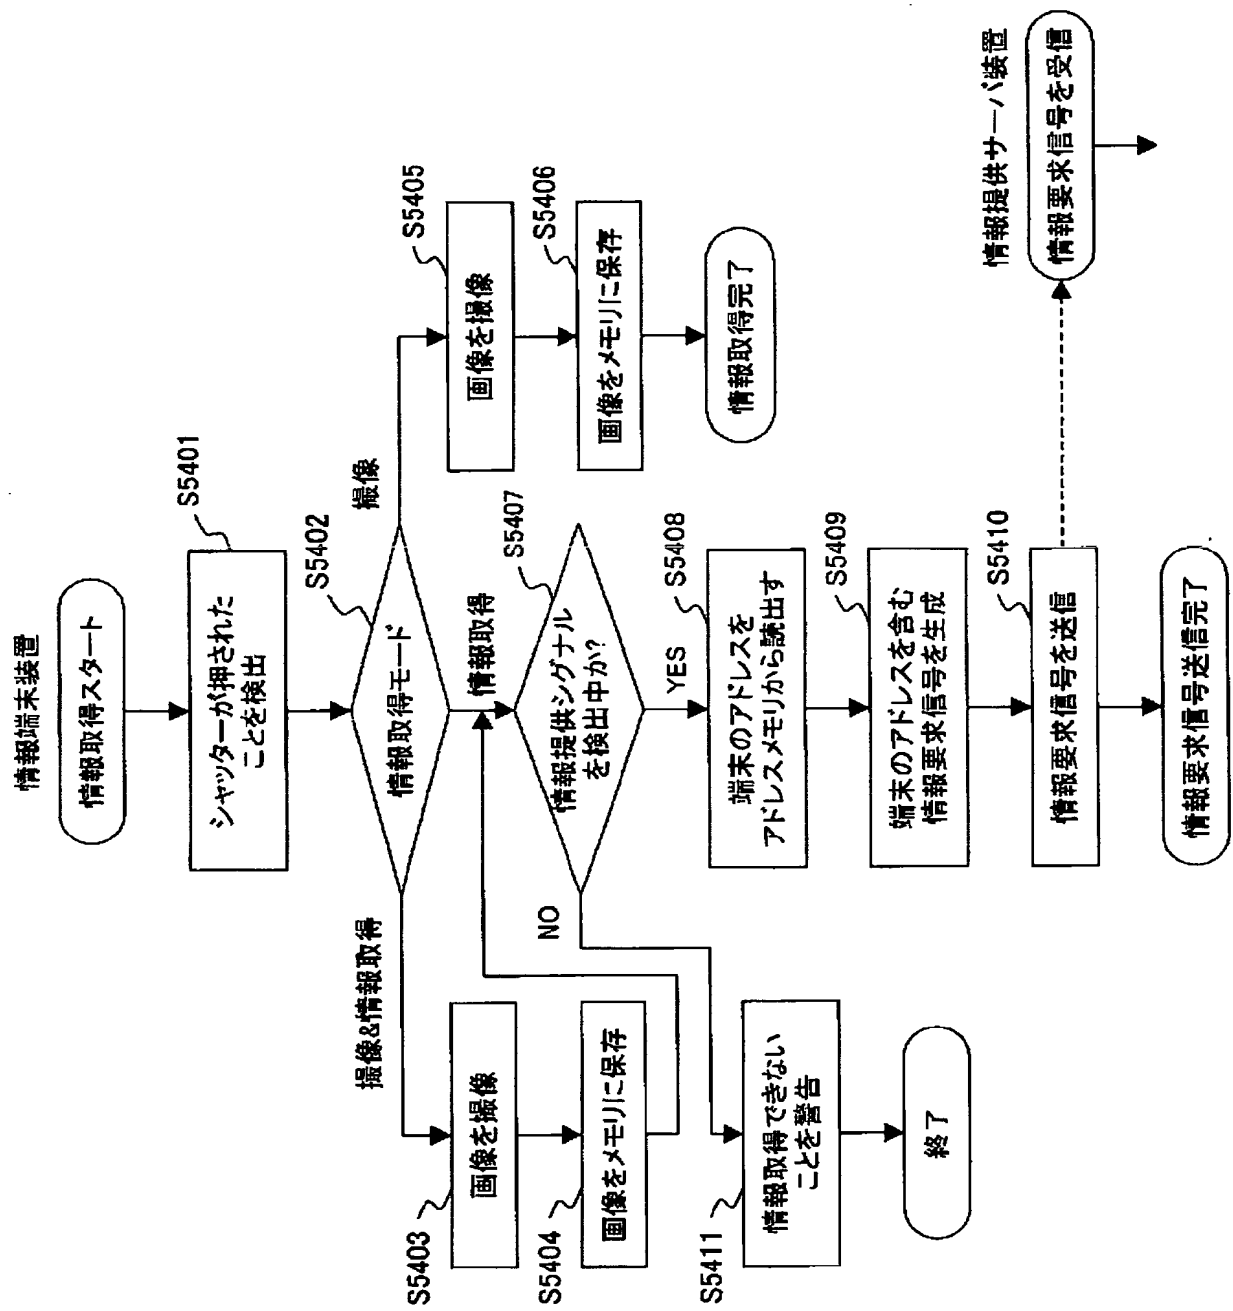 情報端末装置
情報取得スタート
S5401
シャッターが押された
ことを検出
S5402
情報取得モード
撮像&情報取得
情報取得
撮像
S5403
画像を撮像
S5404
画像をメモリに保存
S5405
画像を撮像
S5406
画像をメモリに保存
情報取得完了
S5407
情報提供シグナル
を検出中か?
NO
YES
S5408
端末のアドレスを
アドレスメモリから読出す
S5409
端末のアドレスを含む
情報要求信号を生成
S5410
情報要求信号を送信
情報要求信号送信完了
S5411
情報取得できない
ことを警告
終了
情報提供サーバ装置
情報要求信号を受信